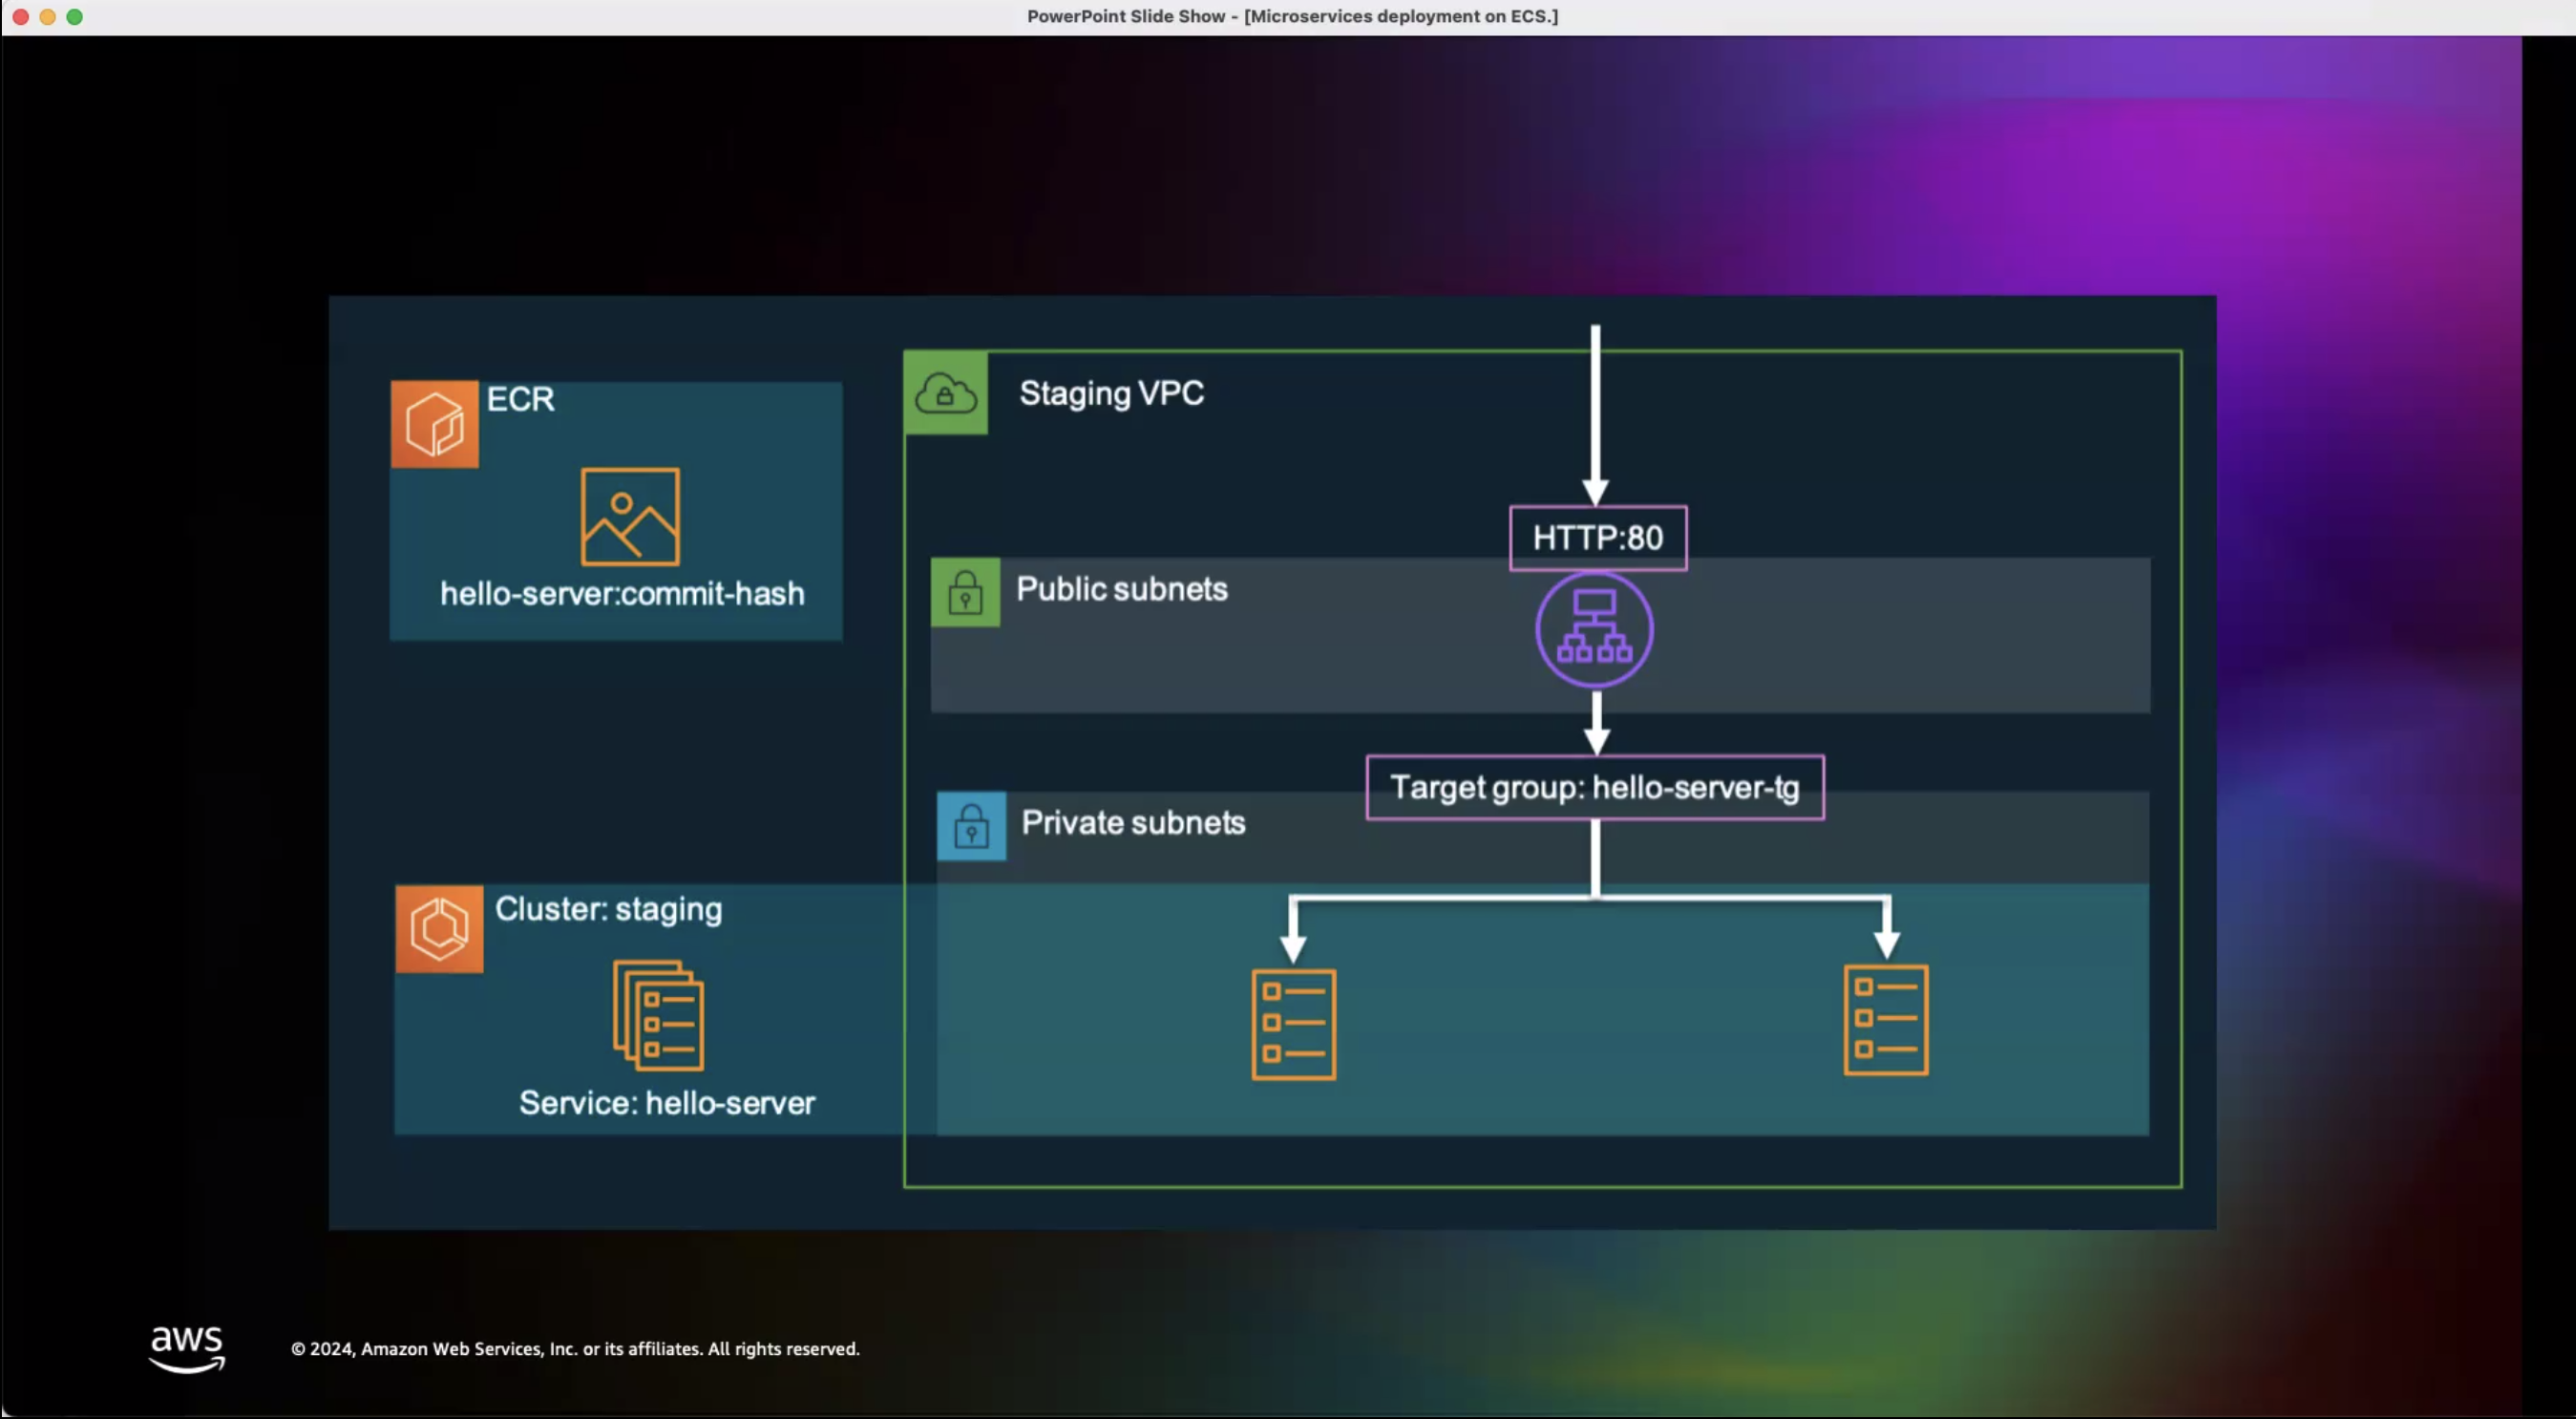 PowerPoint Slide Show - [Microservices deployment on ECS.]
ECR
hello-server:commit-hash
Staging VPC
HTTP:80
Public subnets
Target group: hello-server-tg
Private subnets
Cluster: staging
Service: hello-server
aws
© 2024, Amazon Web Services, Inc. or its affiliates. All rights reserved.